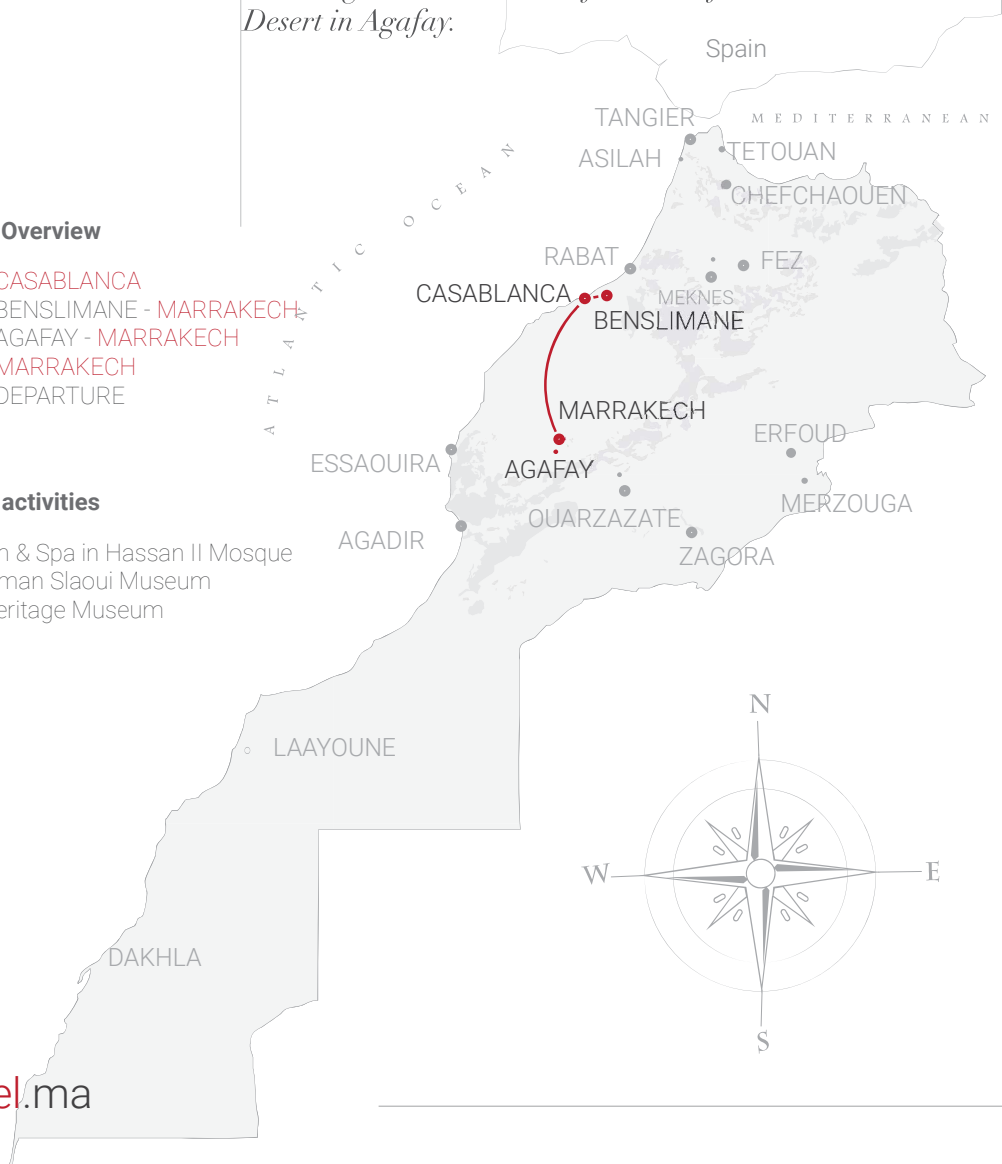 Desert in Agafay.
Spain
MEDITERRANEAN
ATLANTIC OCEAN
TANGIER
TETOUAN
ASILAH
CHEFCHAOUEN
RABAT
FEZ
MEKNES
CASABLANCA
BENSLIMANE
MARRAKECH
AGAFAY
ERFOUD
ESSAOUIRA
MERZOUGA
OUARZAZATE
AGADIR
ZAGORA
LAAYOUNE
DAKHLA
Overview
CASABLANCA
BENSLIMANE - MARRAKECH
AGAFAY - MARRAKECH
MARRAKECH
DEPARTURE
activities
& Spa in Hassan II Mosque
Slaoui Museum
Museum
N
W
E
S
el.ma